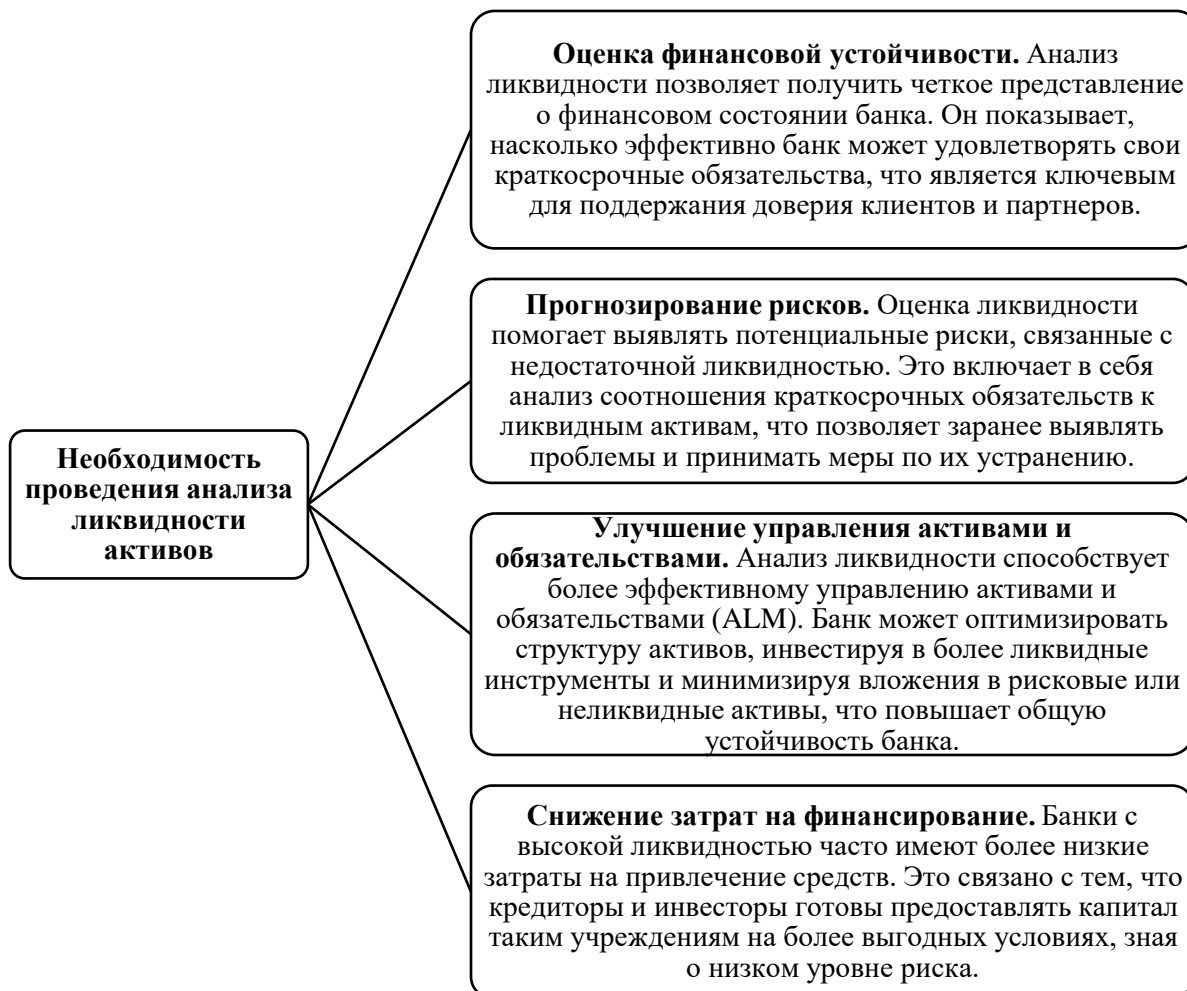 Необходимость
проведения анализа
ликвидности
активов
Оценка финансовой устойчивости. Анализ
ликвидности позволяет получить четкое представление
о финансовом состоянии банка. Он показывает,
насколько эффективно банк может удовлетворять свои
краткосрочные обязательства, что является ключевым
для поддержания доверия клиентов и партнеров.
Прогнозирование рисков. Оценка ликвидности
помогает выявлять потенциальные риски, связанные с
недостаточной ликвидностью. Это включает в себя
анализ соотношения краткосрочных обязательств к
ликвидным активам, что позволяет заранее выявлять
проблемы и принимать меры по их устранению.
Улучшение управления активами и
обязательствами. Анализ ликвидности способствует
более эффективному управлению активами и
обязательствами (ALM). Банк может оптимизировать
структуру активов, инвестируя в более ликвидные
инструменты и минимизируя вложения в рисковые или
неликвидные активы, что повышает общую
устойчивость банка.
Снижение затрат на финансирование. Банки с
высокой ликвидностью часто имеют более низкие
затраты на привлечение средств. Это связано с тем, что
кредиторы и инвесторы готовы предоставлять капитал
таким учреждениям на более выгодных условиях, зная
о низком уровне риска.